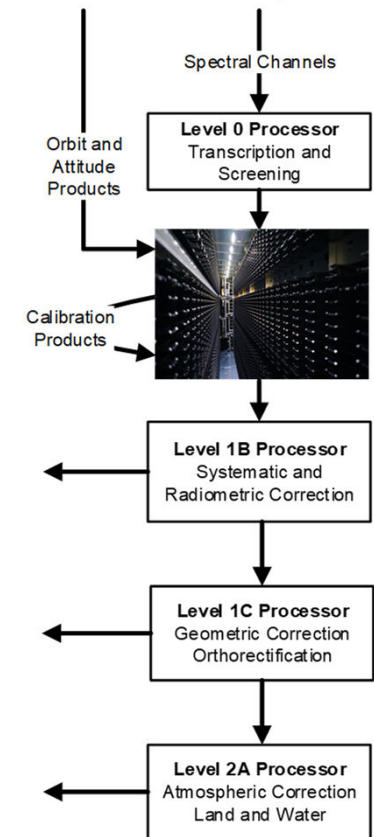 Spectral Channels
Level 0 Processor
Transcription and
Screening
Orbit and
Attitude
Products
Calibration
Products
Level 1B Processor
Systematic and
Radiometric Correction
Level 1C Processor
Geometric Correction
Orthorectification
Level 2A Processor
Atmospheric Correction
Land and Water